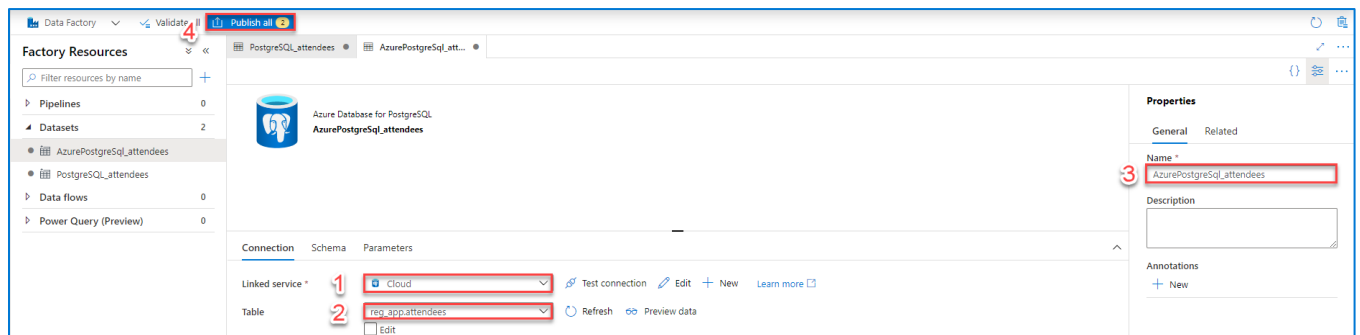 Data Factory
Validate all
4
Publish all 2
Factory Resources
PostgreSQL_attendees
AzurePostgreSql_att...
Filter resources by name
Pipelines 0
Datasets 2
AzurePostgreSql_attendees
PostgreSQL_attendees
Data flows 0
Power Query (Preview) 0
Azure Database for PostgreSQL
AzurePostgreSql_attendees
Connection Schema Parameters
Linked service * 1 Cloud Test connection Edit New Learn more
Table 2 reg_app.attendees Refresh Preview data
Edit
Properties
General Related
Name *
3 AzurePostgreSql_attendees
Description
Annotations
New